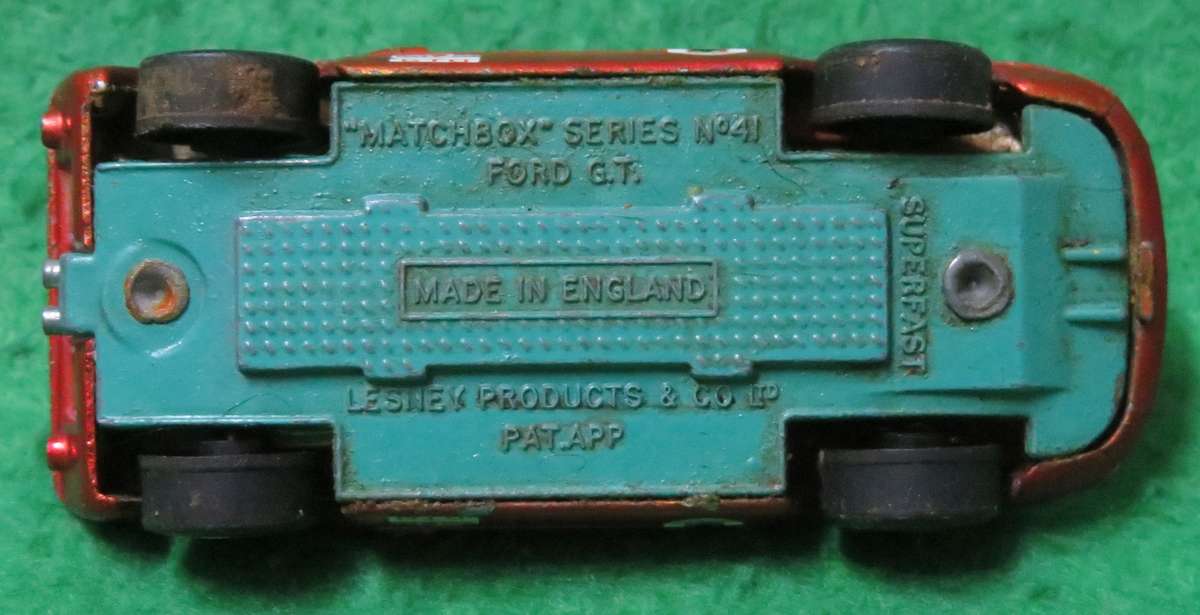 "MATCHBOX" SERIES Nº41
FORD G.T.
MADE IN ENGLAND
SUPERFAST
LESNEY PRODUCTS & CO LTD
PAT.APP